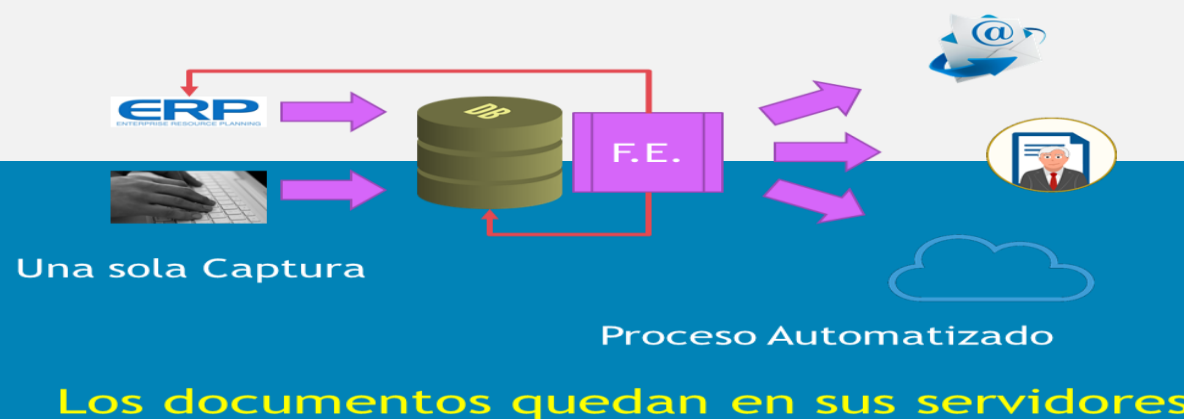 @
ERP
ENTERPRISE RESOURCE PLANNING
DB
F.E.
Una sola Captura
Proceso Automatizado
Los documentos quedan en sus servidores